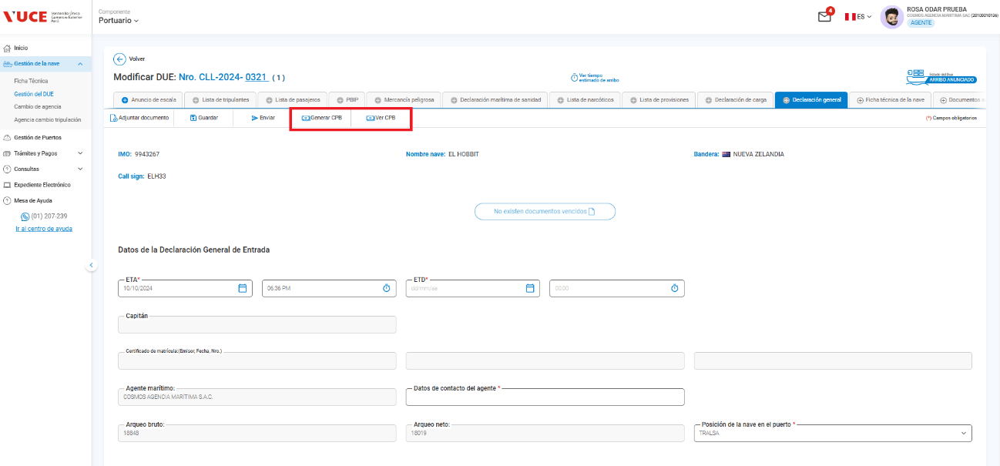 VUCE Ventanilla Única
Comercio Exterior
Perú
Componente
Portuario
4
ES
ROSA ODAR PRUEBA
COSMOS AGENCIA MARITIMA SAC (20100010136)
AGENTE
Inicio
Gestión de la nave
Ficha Técnica
Gestión del DUE
Cambio de agencia
Agencia cambio tripulación
Gestión de Puertos
Trámites y Pagos
Consultas
Expediente Electrónico
Mesa de Ayuda
(01) 207-239
Ir al centro de ayuda
Volver
Modificar DUE: Nro. CLL-2024- 0321 ( 1 )
Ver tiempo
estimado de arribo
Estado del Due
ARRIBO ANUNCIADO
Anuncio de escala Lista de tripulantes Lista de pasajeros PBIP Mercancía peligrosa Declaración marítima de sanidad Lista de narcóticos Lista de provisiones Declaración de carga Declaración general Ficha técnica de la nave Documentos
Adjuntar documento Guardar Enviar Generar CPB Ver CPB (*) Campos obligatorios
IMO: 9943267 Nombre nave: EL HOBBIT Bandera: NUEVA ZELANDIA
Call sign: ELH33
No existen documentos vencidos
Datos de la Declaración General de Entrada
ETA* ETD*
10/10/2024 06:36 PM dd/mm/aa 00:00
Capitán
Certificado de matrícula:(Emisor, Fecha, Nro.)
Agente marítimo: Datos de contacto del agente *
COSMOS AGENCIA MARÍTIMA S.A.C.
Arqueo bruto: Arqueo neto: Posición de la nave en el puerto *
18848 18019 TRALSA